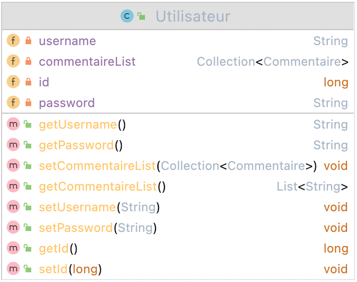 C Utilisateur
f username String
f commentaireList Collection<Commentaire>
f id long
f password String
m getUsername() String
m getPassword() String
m setCommentaireList(Collection<Commentaire>) void
m getCommentaireList() List<String>
m setUsername(String) void
m setPassword(String) void
m getId() long
m setId(long) void